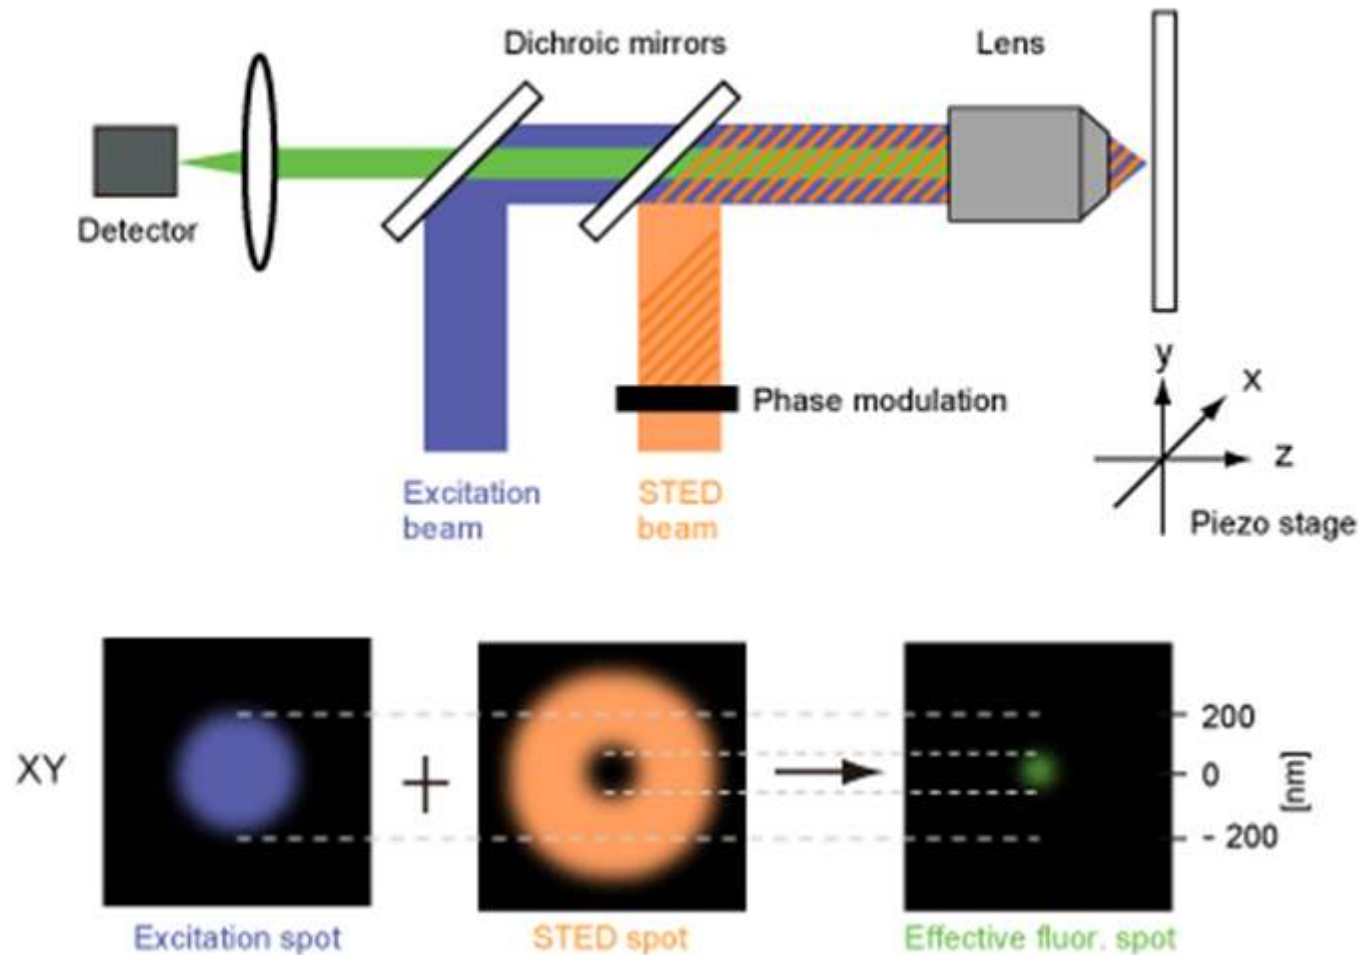 Dichroic mirrors
Lens
Detector
y
x
z
Phase modulation
Excitation
beam
STED
beam
Piezo stage
XY
+
200
0
- 200
[nm]
Excitation spot
STED spot
Effective fluor. spot